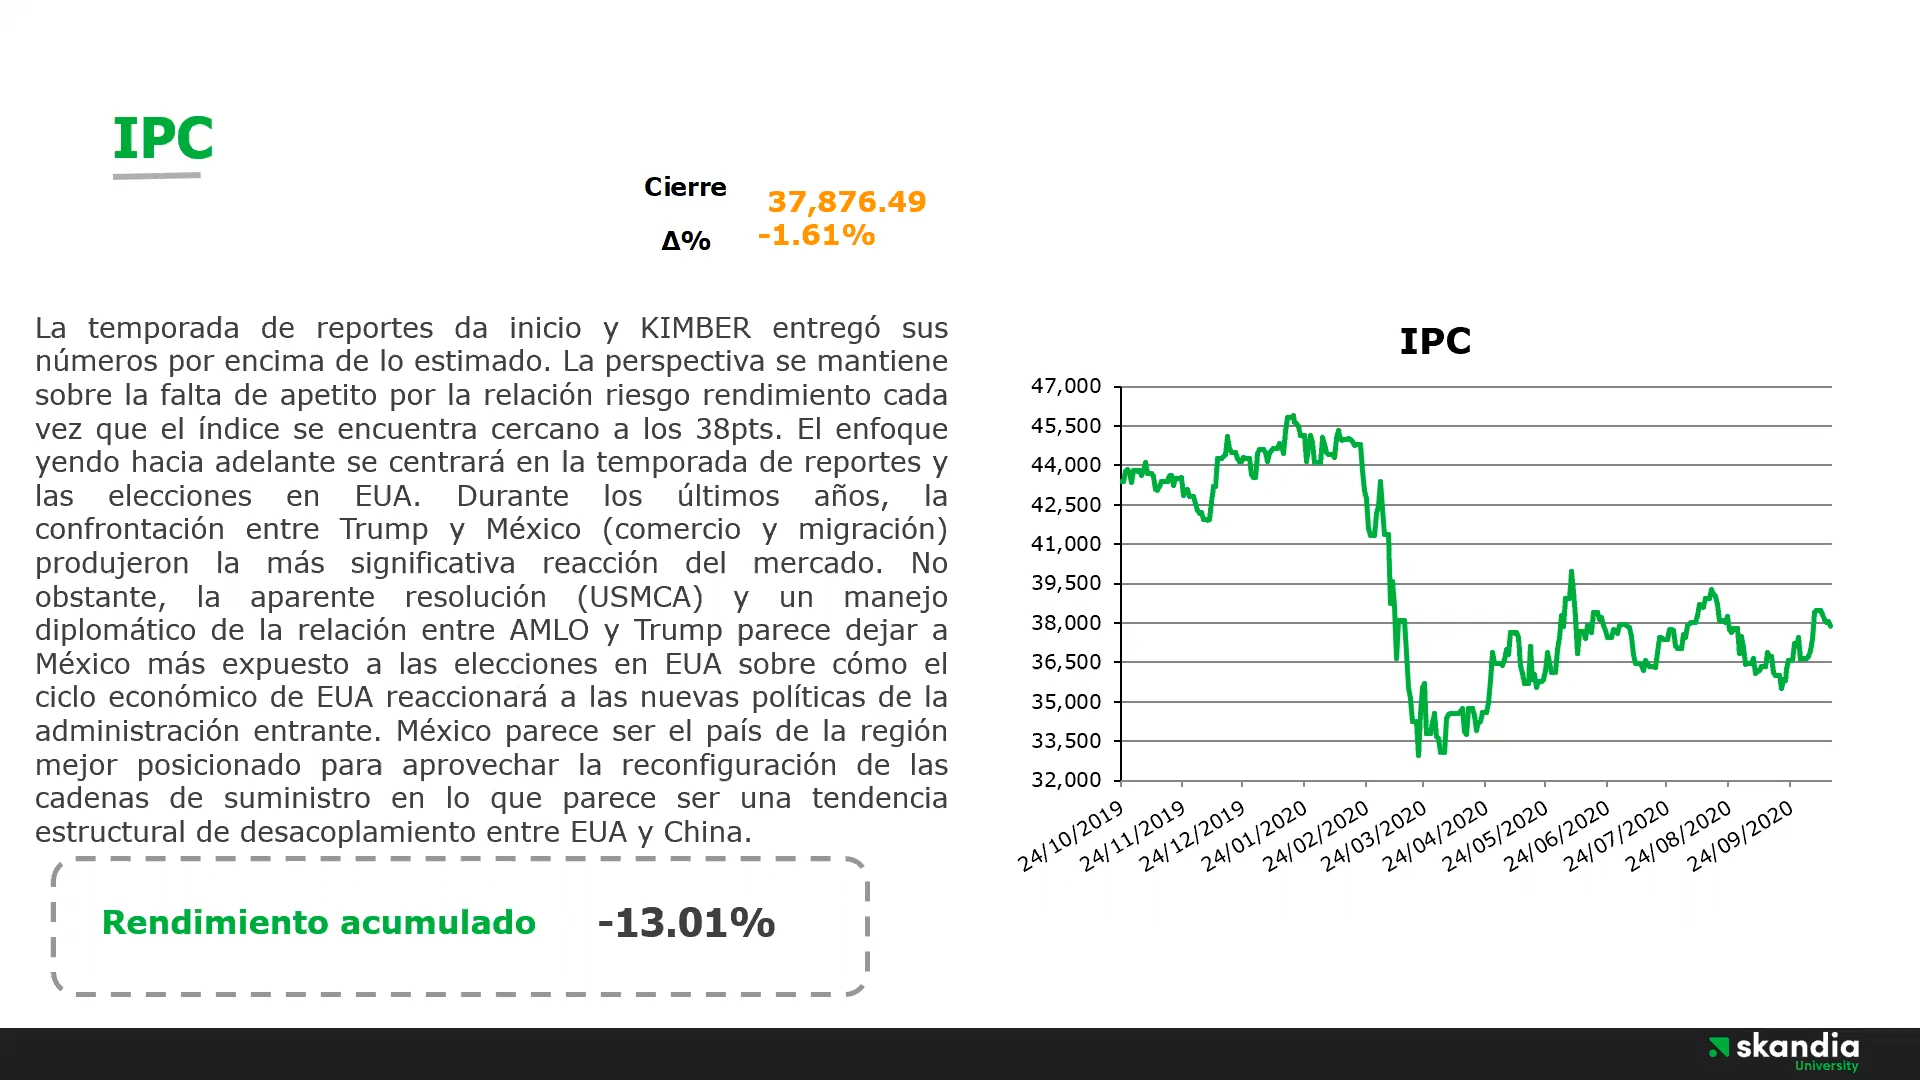 IPC
Cierre 37,876.49
Δ% -1.61%
La temporada de reportes da inicio y KIMBER entregó sus
números por encima de lo estimado. La perspectiva se mantiene
sobre la falta de apetito por la relación riesgo rendimiento cada
vez que el índice se encuentra cercano a los 38pts. El enfoque
yendo hacia adelante se centrará en la temporada de reportes y
las elecciones en EUA. Durante los últimos años, la
confrontación entre Trump y México (comercio y migración)
produjeron la más significativa reacción del mercado. No
obstante, la aparente resolución (USMCA) y un manejo
diplomático de la relación entre AMLO y Trump parece dejar a
México más expuesto a las elecciones en EUA sobre cómo el
ciclo económico de EUA reaccionará a las nuevas políticas de la
administración entrante. México parece ser el país de la región
mejor posicionado para aprovechar la reconfiguración de las
cadenas de suministro en lo que parece ser una tendencia
estructural de desacoplamiento entre EUA y China.
Rendimiento acumulado -13.01%
IPC
47,000
45,500
44,000
42,500
41,000
39,500
38,000
36,500
35,000
33,500
32,000
24/10/2019
24/11/2019
24/12/2019
24/01/2020
24/02/2020
24/03/2020
24/04/2020
24/05/2020
24/06/2020
24/07/2020
24/08/2020
24/09/2020
skandia
University